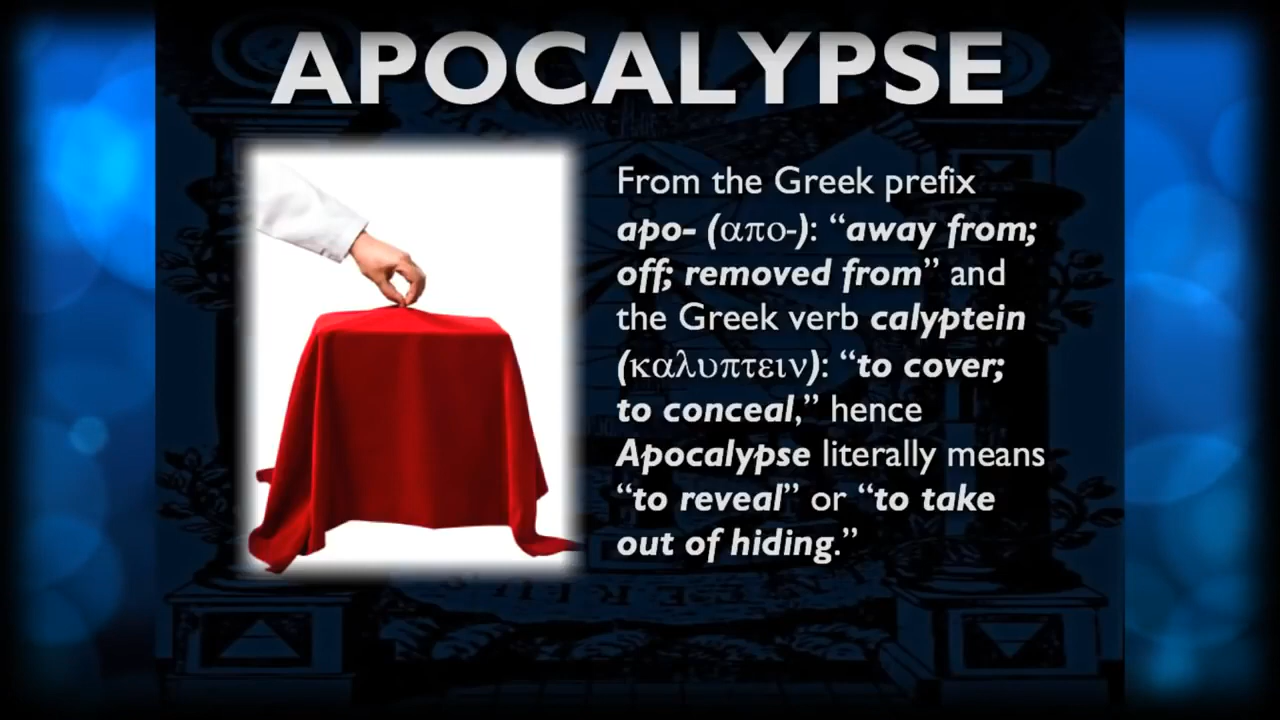 APOCALYPSE
From the Greek prefix
apo- (απο-): “away from;
off; removed from” and
the Greek verb calyptein
(καλυπτειν): “to cover;
to conceal,” hence
Apocalypse literally means
“to reveal” or “to take
out of hiding.”